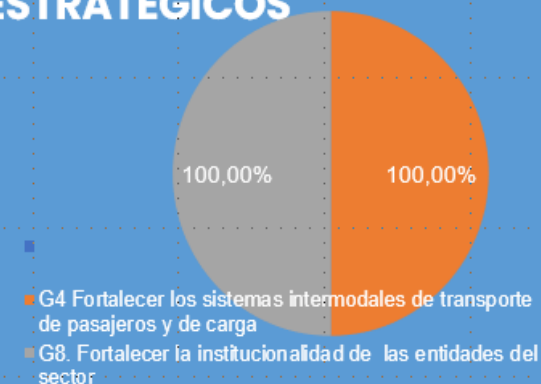 ESTRATÉGICOS
100,00% 100,00%
G4 Fortalecer los sistemas intermodales de transporte
de pasajeros y de carga
G8. Fortalecer la institucionalidad de las entidades del
sector